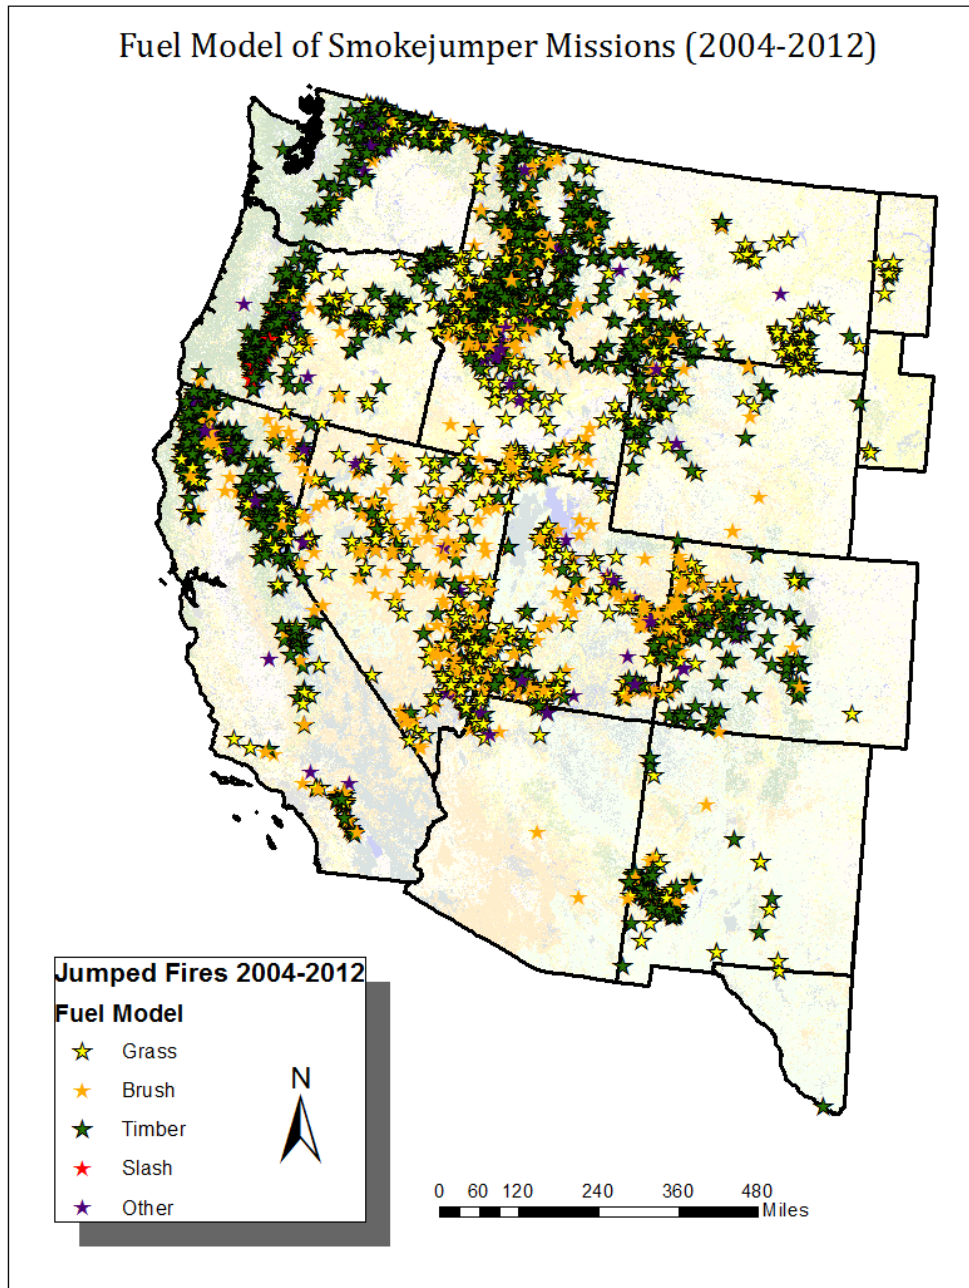 Fuel Model of Smokejumper Missions (2004-2012)
Jumped Fires 2004-2012
Fuel Model
Grass
Brush
Timber
Slash
Other
N
0 60 120 240 360 480
Miles